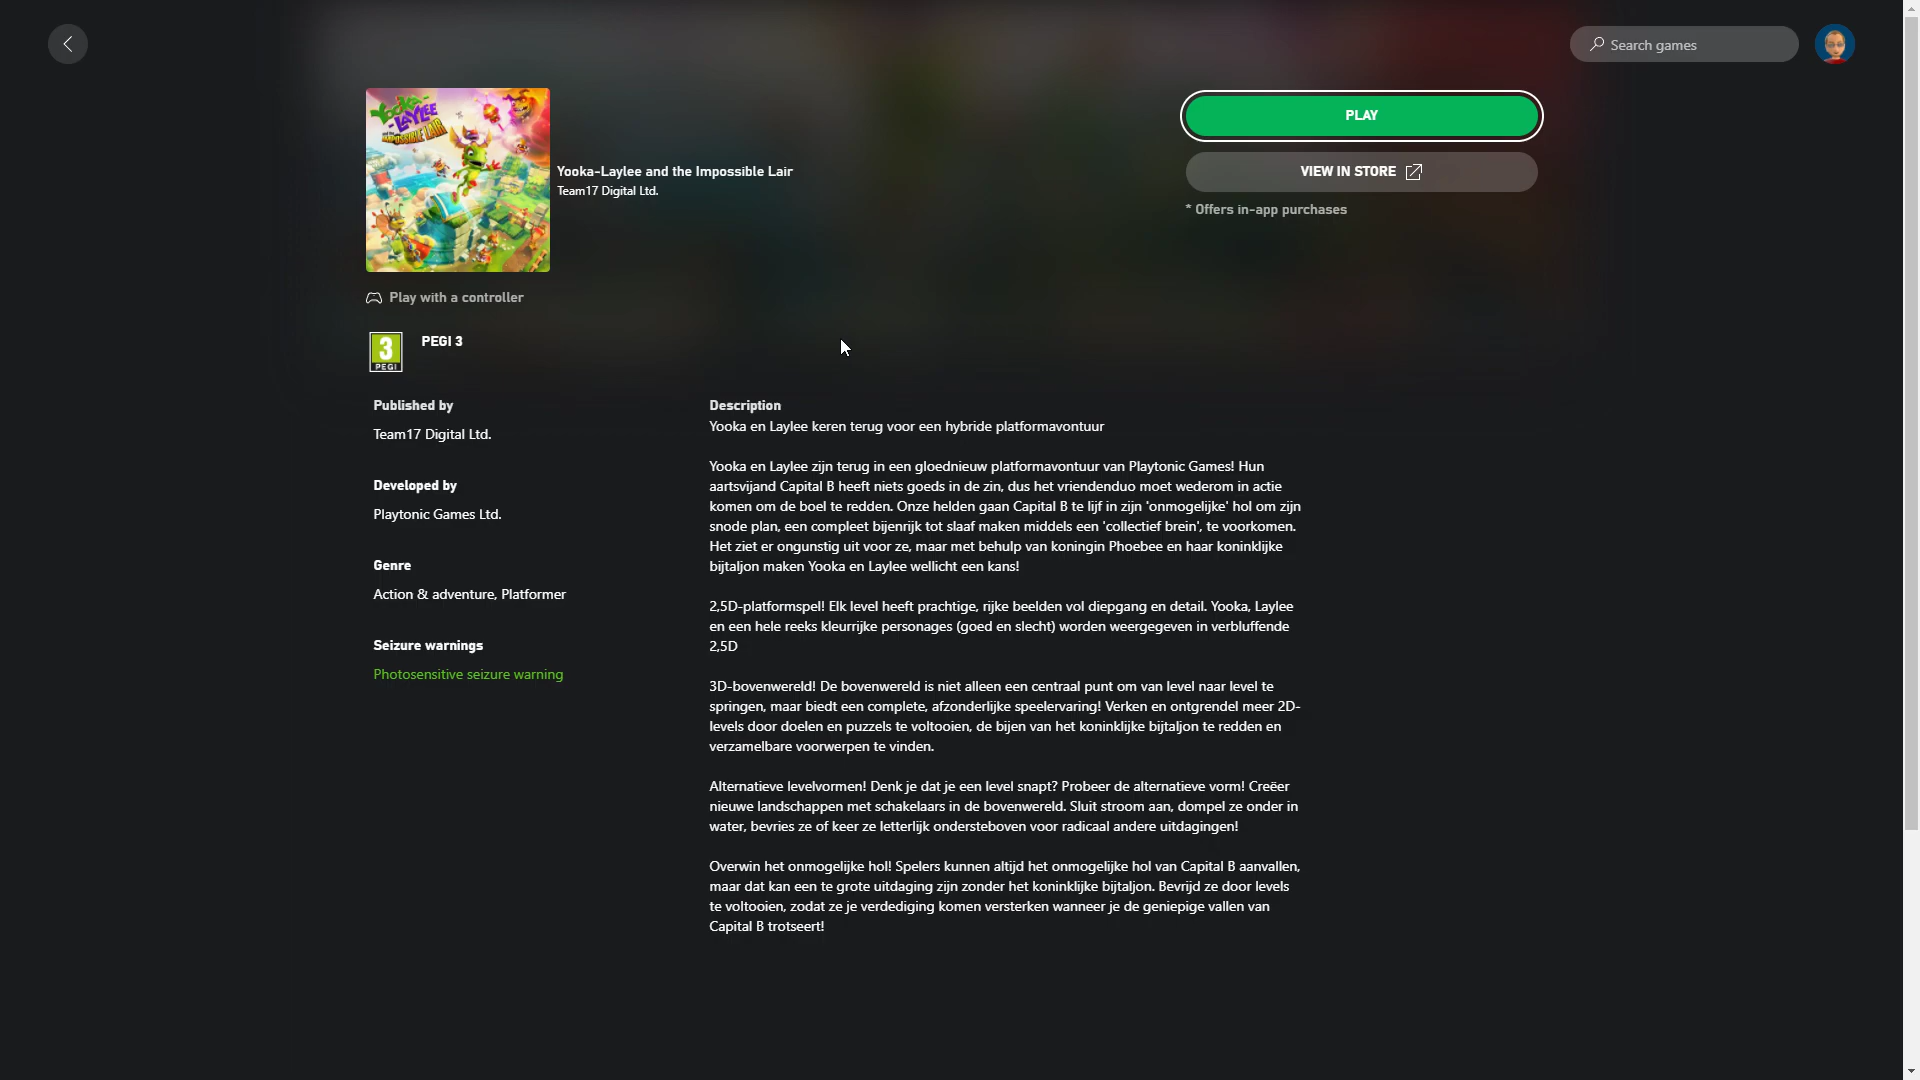 Search games
YOOKA
-LAYLEE
AND THE
IMPOSSIBLE LAIR
PLAY
Yooka-Laylee and the Impossible Lair
Team17 Digital Ltd.
VIEW IN STORE
* Offers in-app purchases
Play with a controller
3
PEGI
PEGI 3
Published by
Team17 Digital Ltd.
Developed by
Playtonic Games Ltd.
Genre
Action & adventure, Platformer
Seizure warnings
Photosensitive seizure warning
Description
Yooka en Laylee keren terug voor een hybride platformavontuur
Yooka en Laylee zijn terug in een gloednieuw platformavontuur van Playtonic Games! Hun
aartsvijand Capital B heeft niets goeds in de zin, dus het vriendenduo moet wederom in actie
komen om de boel te redden. Onze helden gaan Capital B te lijf in zijn 'onmogelijke' hol om zijn
snode plan, een compleet bijenrijk tot slaaf maken middels een 'collectief brein', te voorkomen.
Het ziet er ongunstig uit voor ze, maar met behulp van koningin Phoebee en haar koninklijke
bijtaljon maken Yooka en Laylee wellicht een kans!
2,5D-platformspel! Elk level heeft prachtige, rijke beelden vol diepgang en detail. Yooka, Laylee
en een hele reeks kleurrijke personages (goed en slecht) worden weergegeven in verbluffende
2,5D
3D-bovenwereld! De bovenwereld is niet alleen een centraal punt om van level naar level te
springen, maar biedt een complete, afzonderlijke speelervaring! Verken en ontgrendel meer 2D-
levels door doelen en puzzels te voltooien, de bijen van het koninklijke bijtaljon te redden en
verzamelbare voorwerpen te vinden.
Alternatieve levelvormen! Denk je dat je een level snapt? Probeer de alternatieve vorm! Creëer
nieuwe landschappen met schakelaars in de bovenwereld. Sluit stroom aan, dompel ze onder in
water, bevries ze of keer ze letterlijk ondersteboven voor radicaal andere uitdagingen!
Overwin het onmogelijke hol! Spelers kunnen altijd het onmogelijke hol van Capital B aanvallen,
maar dat kan een te grote uitdaging zijn zonder het koninklijke bijtaljon. Bevrijd ze door levels
te voltooien, zodat ze je verdediging komen versterken wanneer je de geniepige vallen van
Capital B trotseert!